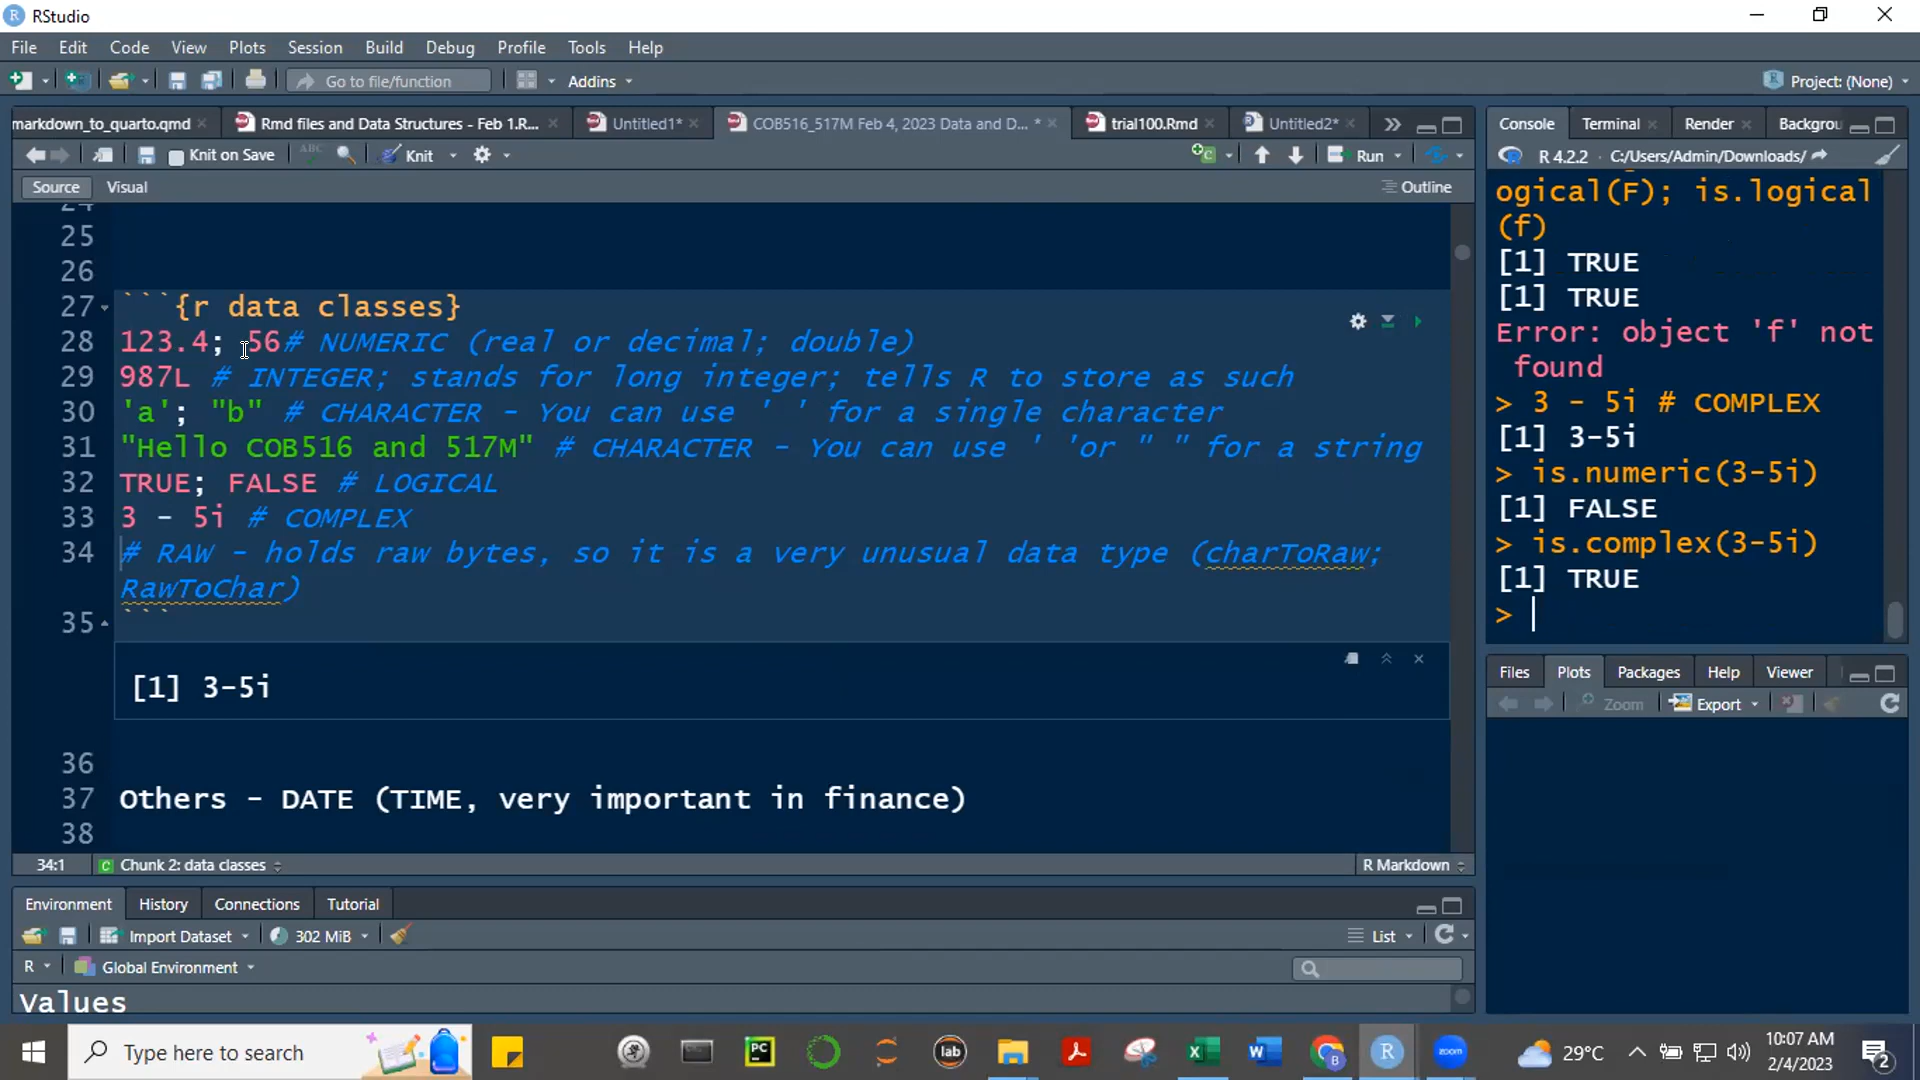 RStudio
File Edit Code View Plots Session Build Debug Profile Tools Help
Go to file/function Addins Project: (None)
markdown_to_quarto.qmd Rmd files and Data Structures - Feb 1.R... Untitled1* COB516_517M Feb 4, 2023 Data and D... * trial100.Rmd Untitled2*
Knit on Save ABC Knit Run
Source Visual Outline
25
26
27 ```{r data classes}
28 123.4; 56# NUMERIC (real or decimal; double)
29 987L # INTEGER; stands for long integer; tells R to store as such
30 'a'; "b" # CHARACTER - You can use ' ' for a single character
31 "Hello COB516 and 517M" # CHARACTER - You can use ' 'or " " for a string
32 TRUE; FALSE # LOGICAL
33 3 - 5i # COMPLEX
34 # RAW - holds raw bytes, so it is a very unusual data type (charToRaw;
RawToChar)
35 ```
[1] 3-5i
36
37 Others - DATE (TIME, very important in finance)
38
34:1 C Chunk 2: data classes R Markdown
Environment History Connections Tutorial
Import Dataset 302 MiB List
R Global Environment
Values
Console Terminal Render Backgrou
R 4.2.2 · C:/Users/Admin/Downloads/
ogical(F); is.logical
(f)
[1] TRUE
[1] TRUE
Error: object 'f' not
found
> 3 - 5i # COMPLEX
[1] 3-5i
> is.numeric(3-5i)
[1] FALSE
> is.complex(3-5i)
[1] TRUE
>
Files Plots Packages Help Viewer
Zoom Export
Type here to search PC lab X W B R zoom 29°C 10:07 AM
2/4/2023 2